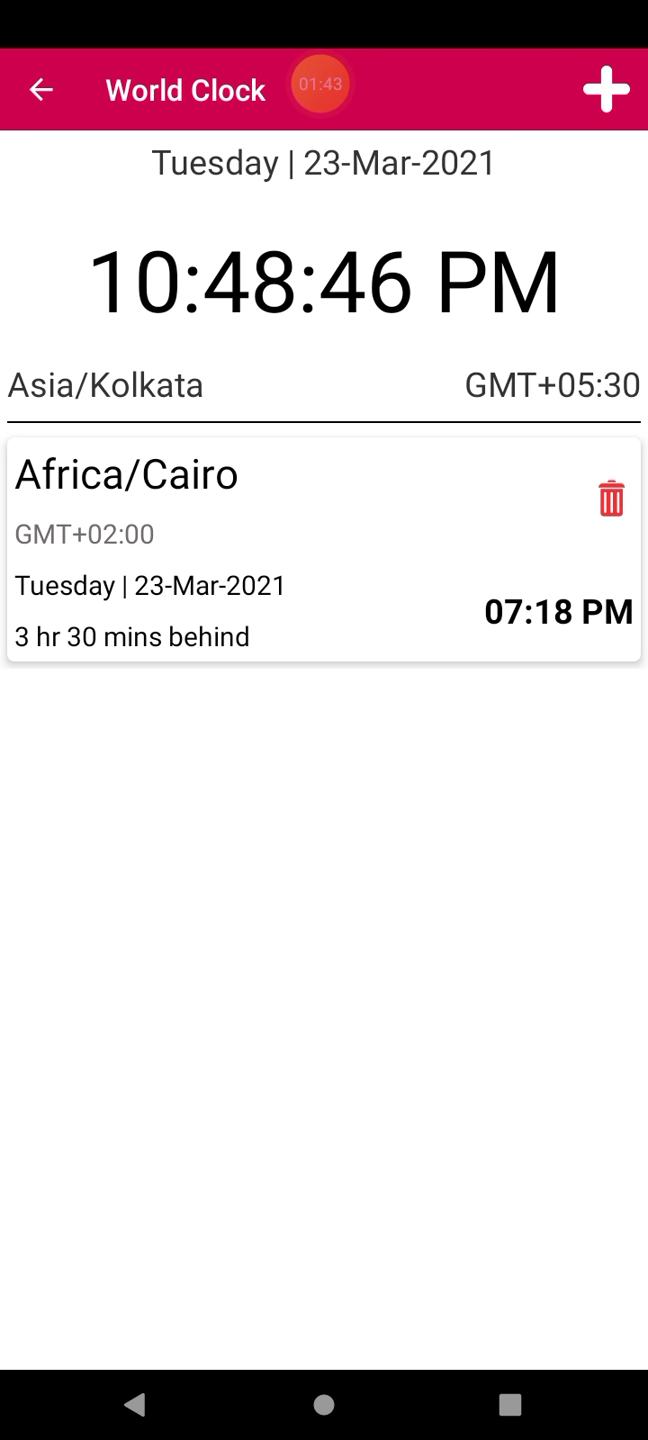 World Clock
01:43
Tuesday | 23-Mar-2021
10:48:46 PM
Asia/Kolkata GMT+05:30
Africa/Cairo
GMT+02:00
Tuesday | 23-Mar-2021
07:18 PM
3 hr 30 mins behind